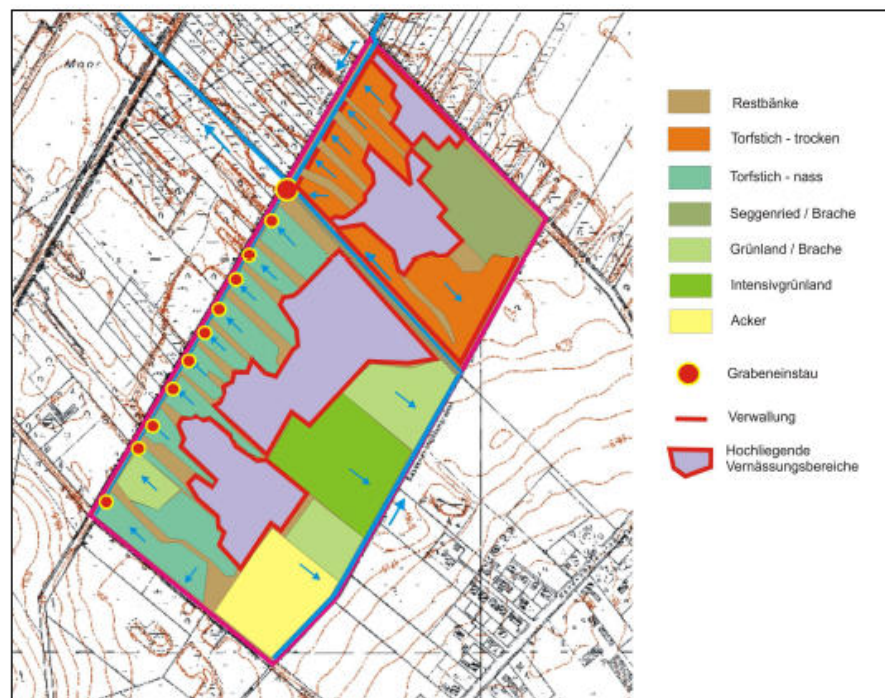 Moor
Restbänke
Torfstich - trocken
Torfstich - nass
Seggenried / Brache
Grünland / Brache
Intensivgrünland
Acker
Grabeneinstau
Verwallung
Hochliegende
Vernässungsbereiche